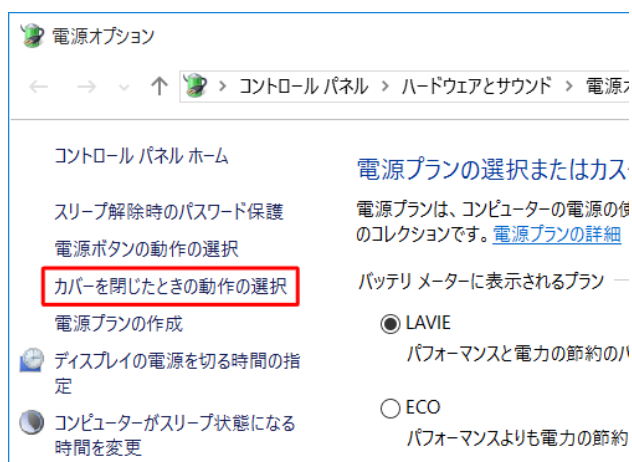 電源オプション
コントロール パネル > ハードウェアとサウンド > 電源
コントロール パネル ホーム
スリープ解除時のパスワード保護
電源ボタンの動作の選択
カバーを閉じたときの動作の選択
電源プランの作成
ディスプレイの電源を切る時間の指
定
コンピューターがスリープ状態になる
時間を変更
電源プランの選択またはカス
電源プランは、コンピューターの電源の使
のコレクションです。電源プランの詳細
バッテリ メーターに表示されるプラン
LAVIE
パフォーマンスと電力の節約の
ECO
パフォーマンスよりも電力の節約